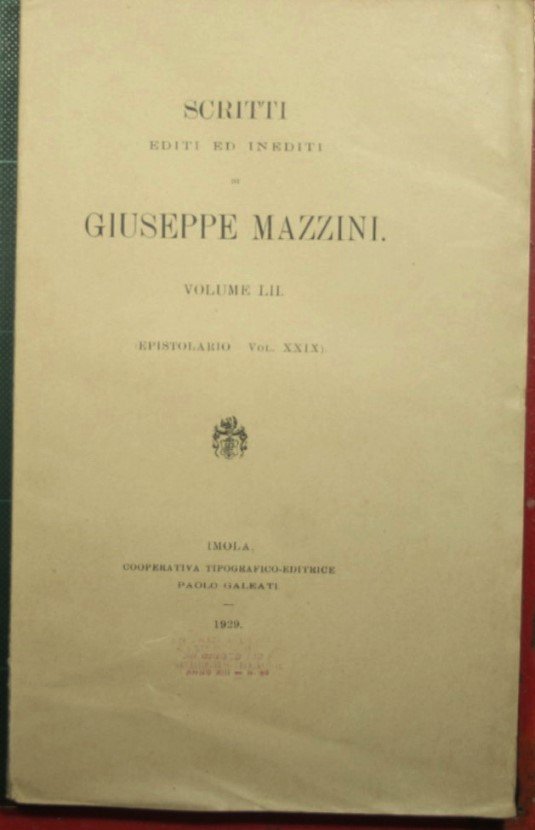 SCRITTI
EDITI ED INEDITI
DI
GIUSEPPE MAZZINI.
VOLUME LII.
(EPISTOLARIO VOL. XXIX).
IMOLA,
COOPERATIVA TIPOGRAFICO-EDITRICE
PAOLO GALEATI
—
1929.